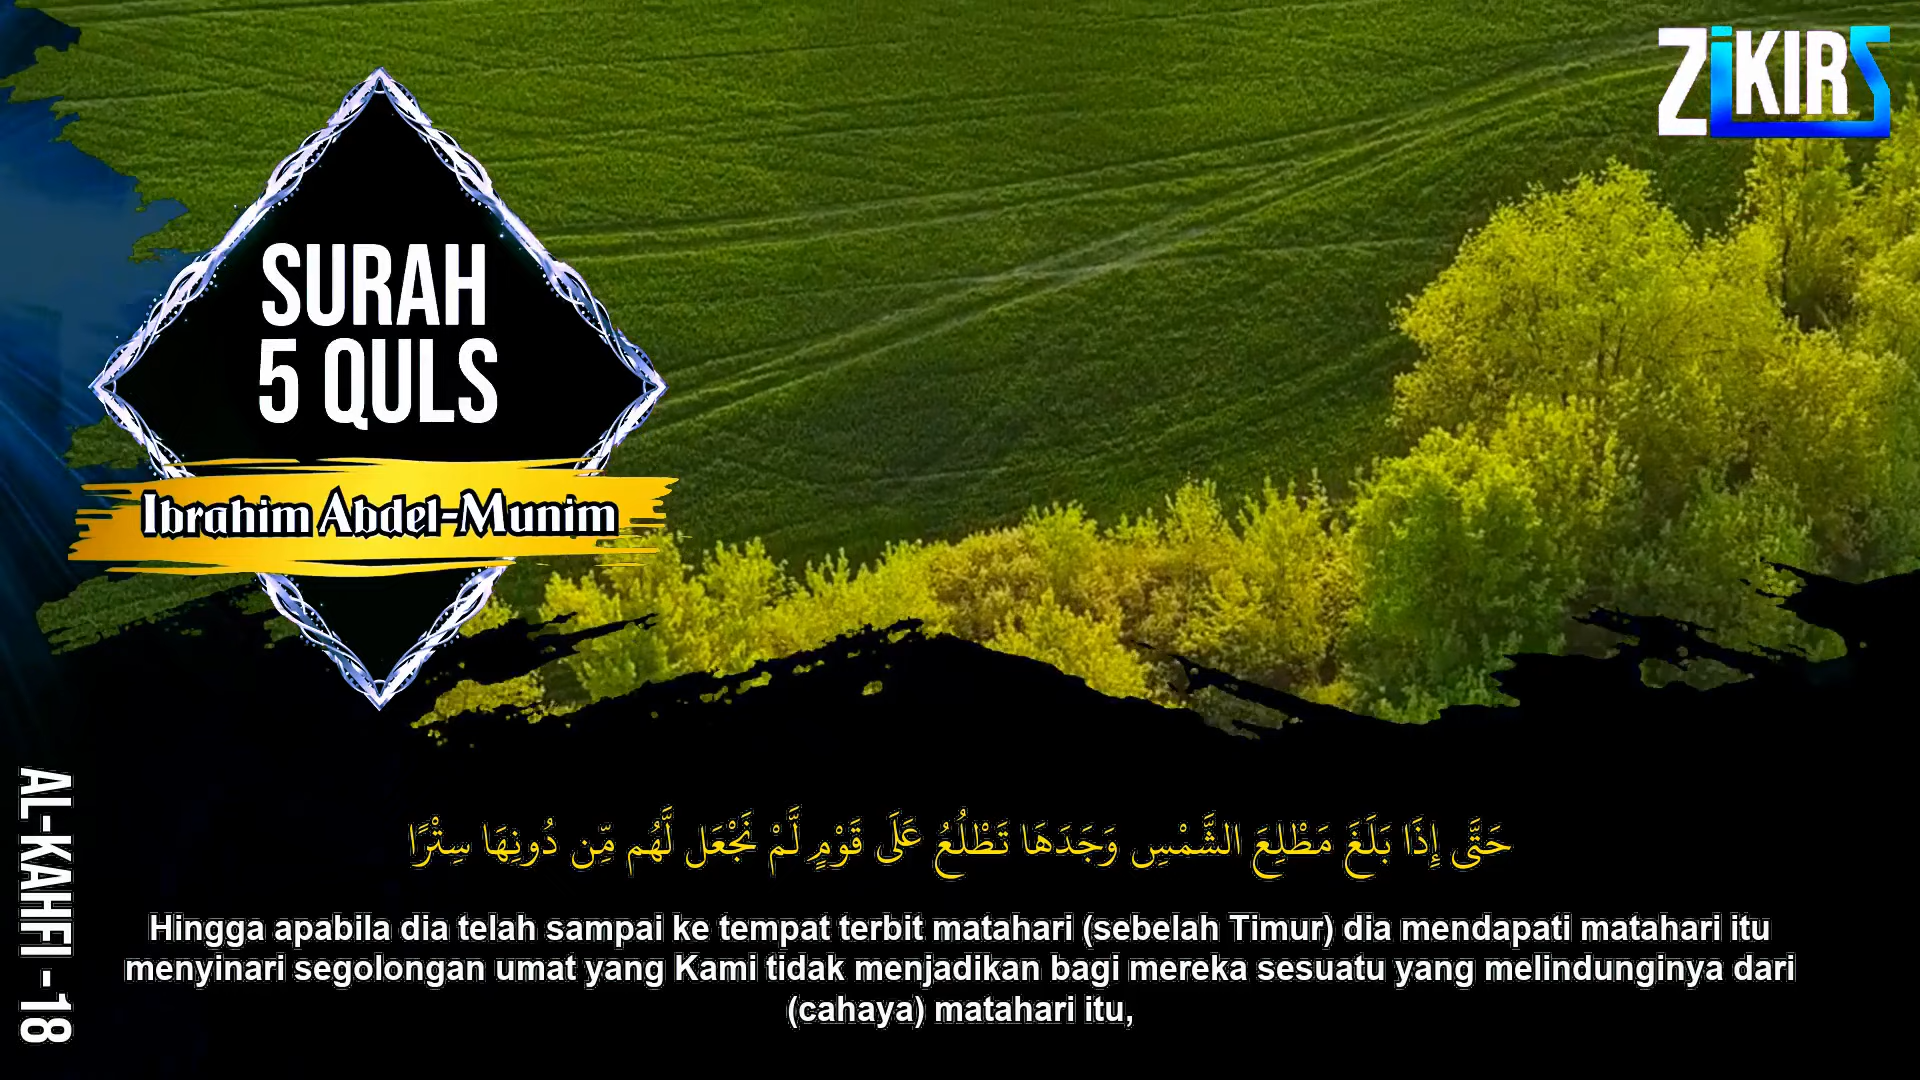 ZiKIRS
SURAH
5 QULS
Ibrahim Abdel-Munim
AL-KAHFI -18
حَتَّى إِذَا بَلَغَ مَطْلِعَ الشَّمْسِ وَجَدَهَا تَطْلُعُ عَلَى قَوْمٍ لَّمْ نَجْعَل لَّهُم مِّن دُونِهَا سِتْرًا
Hingga apabila dia telah sampai ke tempat terbit matahari (sebelah Timur) dia mendapati matahari itu
menyinari segolongan umat yang Kami tidak menjadikan bagi mereka sesuatu yang melindunginya dari
(cahaya) matahari itu,